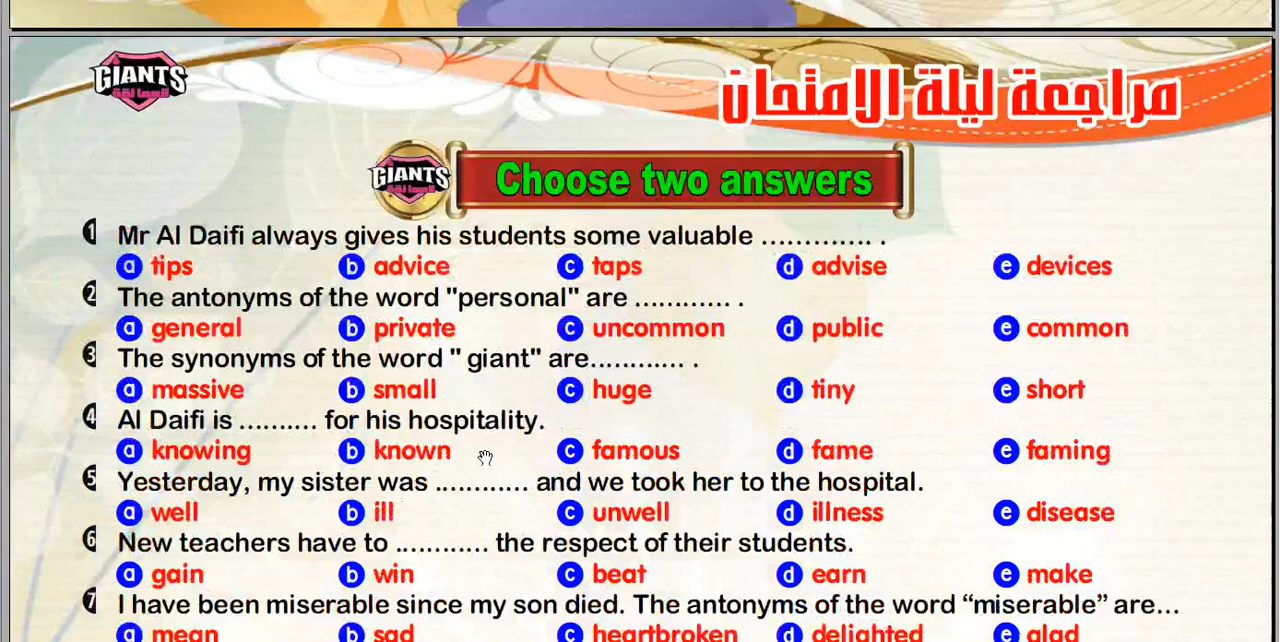 GIANTS
العمالقة
مراجعة ليلة الامتحان
GIANTS
العمالقة
Choose two answers
1 Mr Al Daifi always gives his students some valuable ............. .
a tips b advice c taps d advise e devices
2 The antonyms of the word "personal" are ............ .
a general b private c uncommon d public e common
3 The synonyms of the word " giant" are............ .
a massive b small c huge d tiny e short
4 Al Daifi is .......... for his hospitality.
a knowing b known c famous d fame e faming
5 Yesterday, my sister was ............ and we took her to the hospital.
a well b ill c unwell d illness e disease
6 New teachers have to ............ the respect of their students.
a gain b win c beat d earn e make
7 I have been miserable since my son died. The antonyms of the word “miserable” are...
a mean b sad c heartbroken d delighted e glad